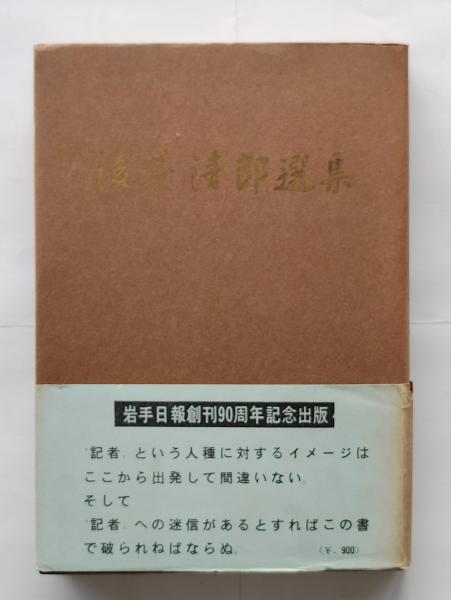 後藤清郎選集
岩手日報創刊90周年記念出版
“記者„という人種に対するイメージは
ここから出発して間違いない。
そして
“記者„への迷信があるとすればこの書
で破られねばならぬ。
（￥．900）